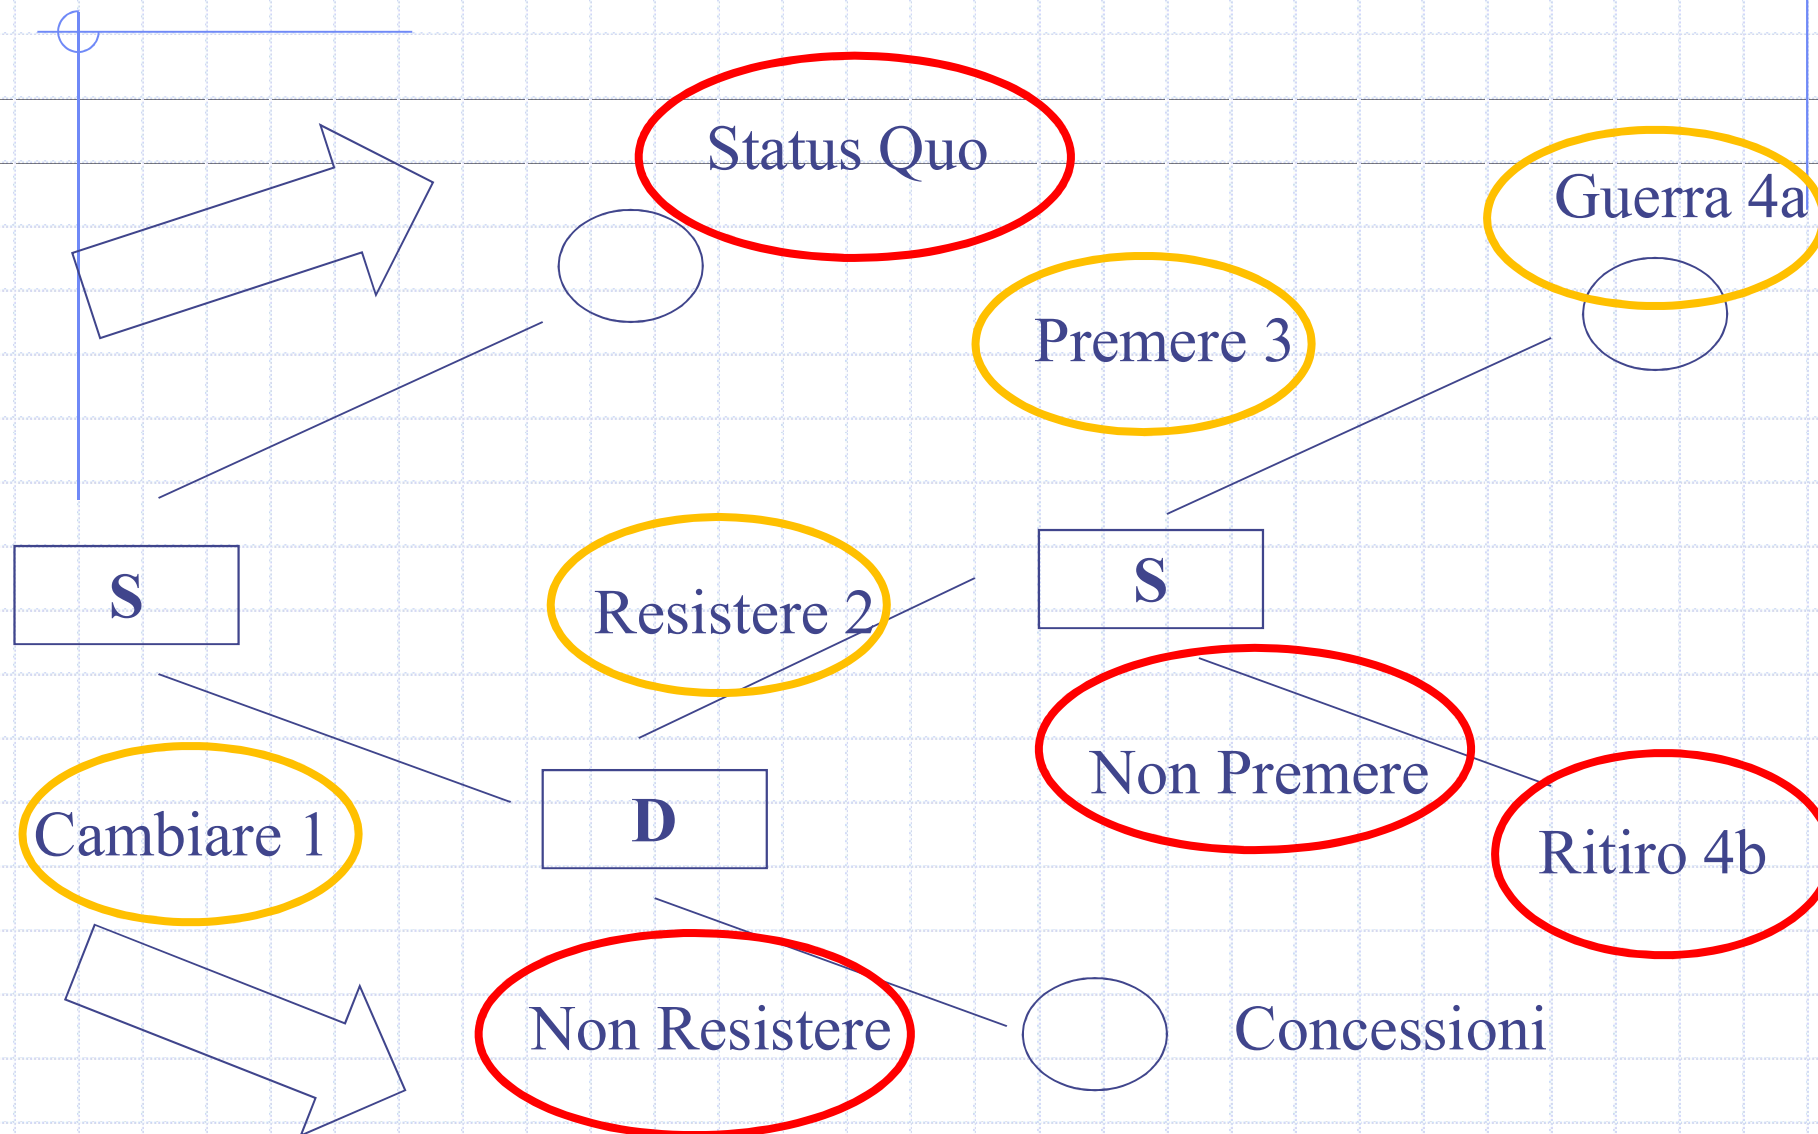 Status Quo
Guerra 4a
Premere 3
S
S
Resistere 2
Non Premere
Cambiare 1
D
Ritiro 4b
Non Resistere
Concessioni